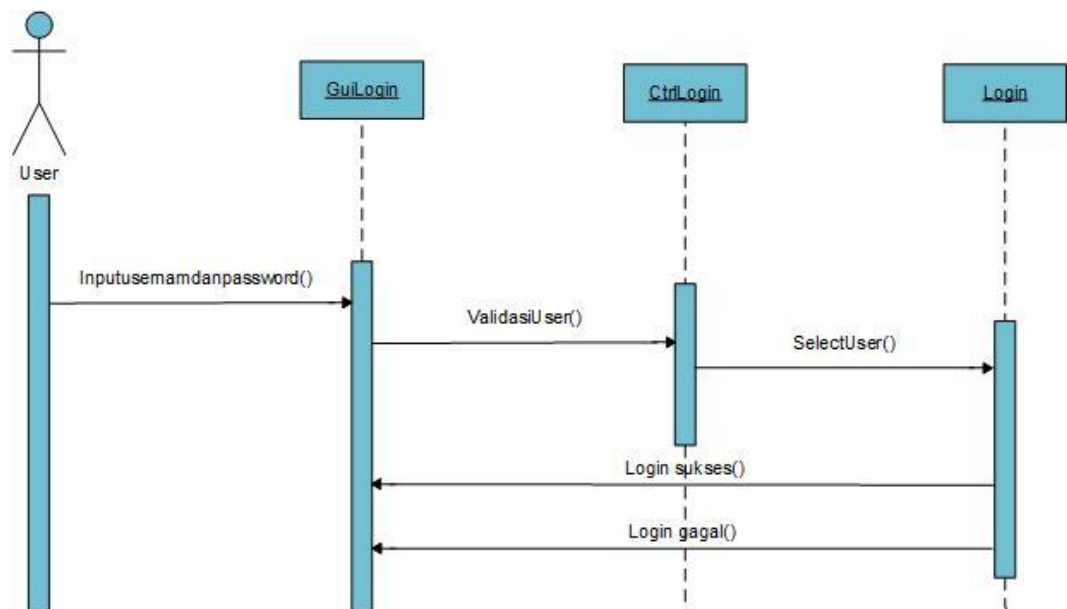 GuiLogin
CtrlLogin
Login
User
Inputusernamdanpassword()
ValidasiUser()
SelectUser()
Login sukses()
Login gagal()